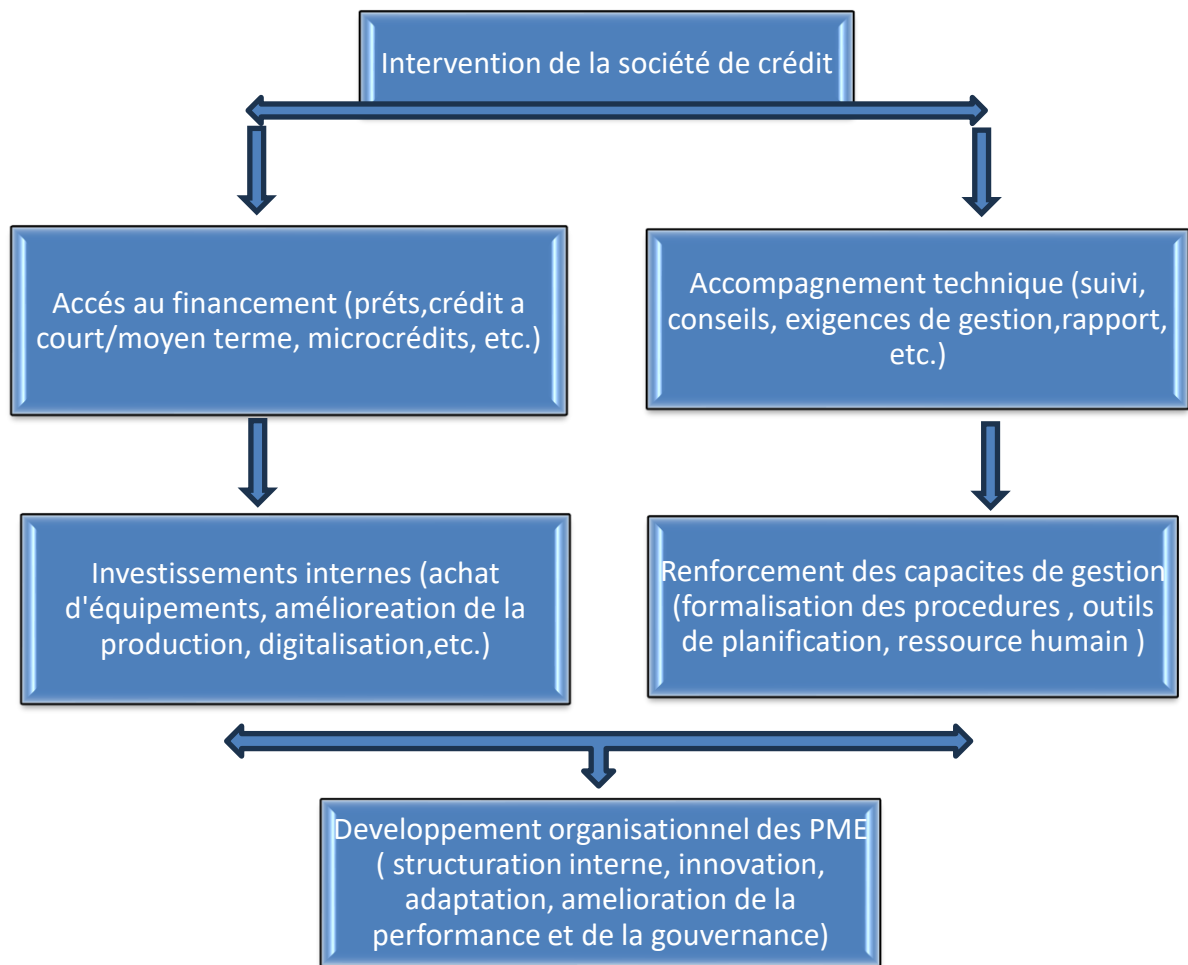 Intervention de la société de crédit
Accés au financement (préts,crédit a
court/moyen terme, microcrédits, etc.)
Accompagnement technique (suivi,
conseils, exigences de gestion,rapport,
etc.)
Investissements internes (achat
d'équipements, amélioreation de la
production, digitalisation,etc.)
Renforcement des capacites de gestion
(formalisation des procedures , outils
de planification, ressource humain )
Developpement organisationnel des PME
( structuration interne, innovation,
adaptation, amelioration de la
performance et de la gouvernance)